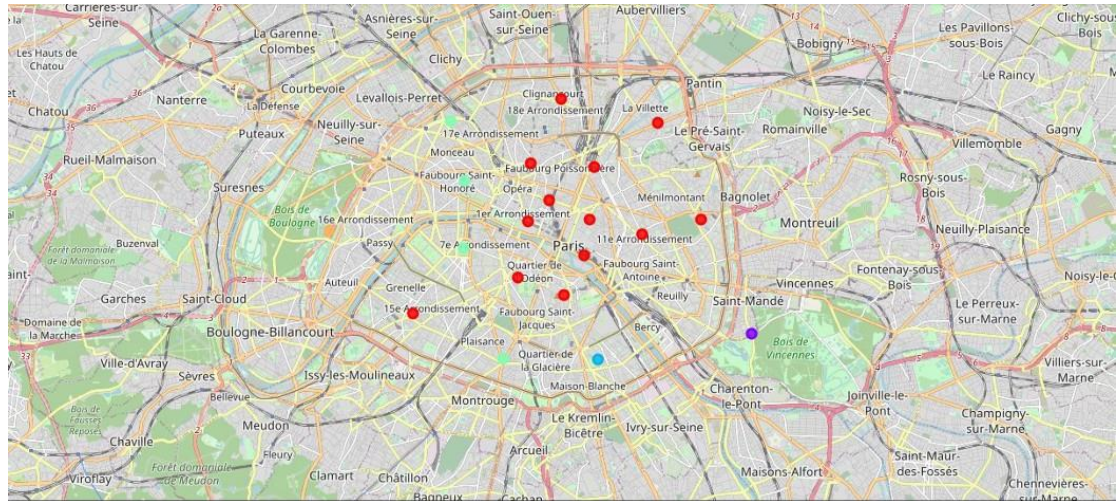 Carrières-sur-
Seine
Asnières-sur-
Seine
Saint-Ouen-
sur-Seine
Aubervilliers
Les Pavillons-
sous-Bois
Clichy-sous-
Bois
La Garenne-
Colombes
Clichy
Bobigny
Les Hauts de
Chatou
Pantin
Le Raincy
Courbevoie
Nanterre
Levallois-Perret
Clignancourt
La Défense
18e Arrondissement
La Villette
Noisy-le-Sec
Chatou
Neuilly-sur-
Seine
17e Arrondissement
Le Pré-Saint-
Gervais
Romainville
Gagny
Puteaux
Villemomble
Rueil-Malmaison
Monceau
Faubourg Saint-
Honoré
Faubourg Poissonnière
Opéra
Rosny-sous-
Bois
Suresnes
Ménilmontant
Bagnolet
Bois de
Boulogne
16e Arrondissement
1er Arrondissement
Montreuil
Neuilly-Plaisance
Buzenval
Forêt domaniale
de la Malmaison
Passy
7e Arrondissement
Paris
11e Arrondissement
Quartier de
l'Odéon
Faubourg Saint-
Antoine
Fontenay-sous-
Bois
Auteuil
Grenelle
Reuilly
Vincennes
Garches
Saint-Cloud
Saint-Mandé
Le Perreux-
sur-Marne
15e Arrondissement
Faubourg Saint-
Jacques
Domaine de
la Marche
Boulogne-Billancourt
Bercy
Bois de
Vincennes
Plaisance
Ville-d'Avray
Quartier de
la Glacière
Villiers-sur-
Marne
Sèvres
Issy-les-Moulineaux
Maison-Blanche
Bellevue
Montrouge
Charenton-
le-Pont
Joinville-le-
Pont
Bois de
Fausses
Reposes
Le Kremlin-
Bicêtre
Ivry-sur-Seine
Champigny-
sur-Marne
Meudon
Chaville
Fleury
Arcueil
Saint-Maur-
des-Fossés
Forêt domaniale
de Meudon
Viroflay
Clamart
Châtillon
Maisons-Alfort
Chennevières-
sur-Marne
Bagneux
Cachan